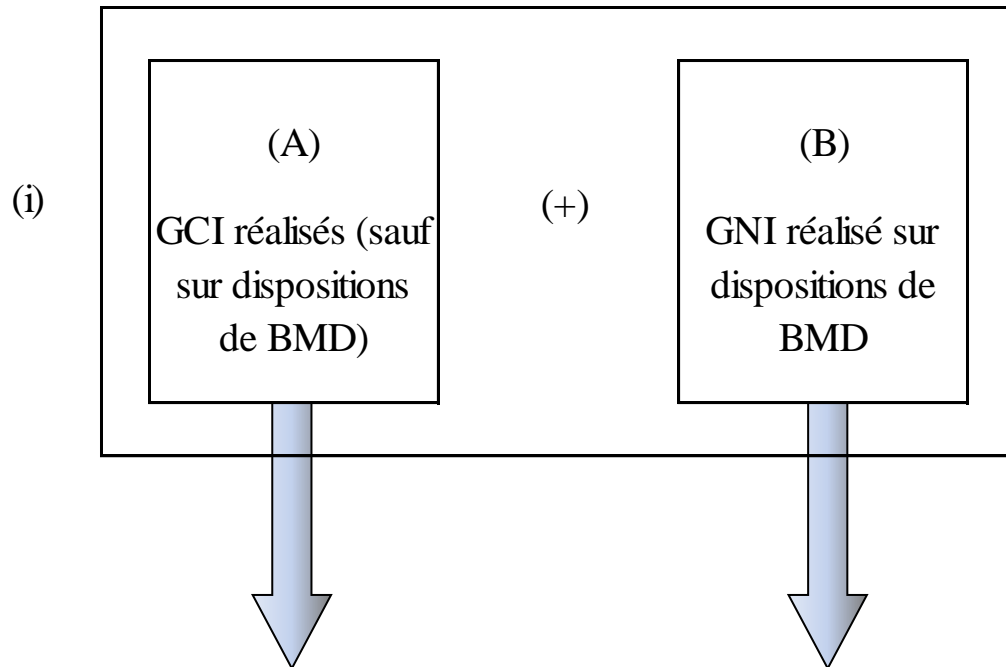 (i)
(A)
GCI réalisés (sauf
sur dispositions
de BMD)
(+)
(B)
GNI réalisé sur
dispositions de
BMD